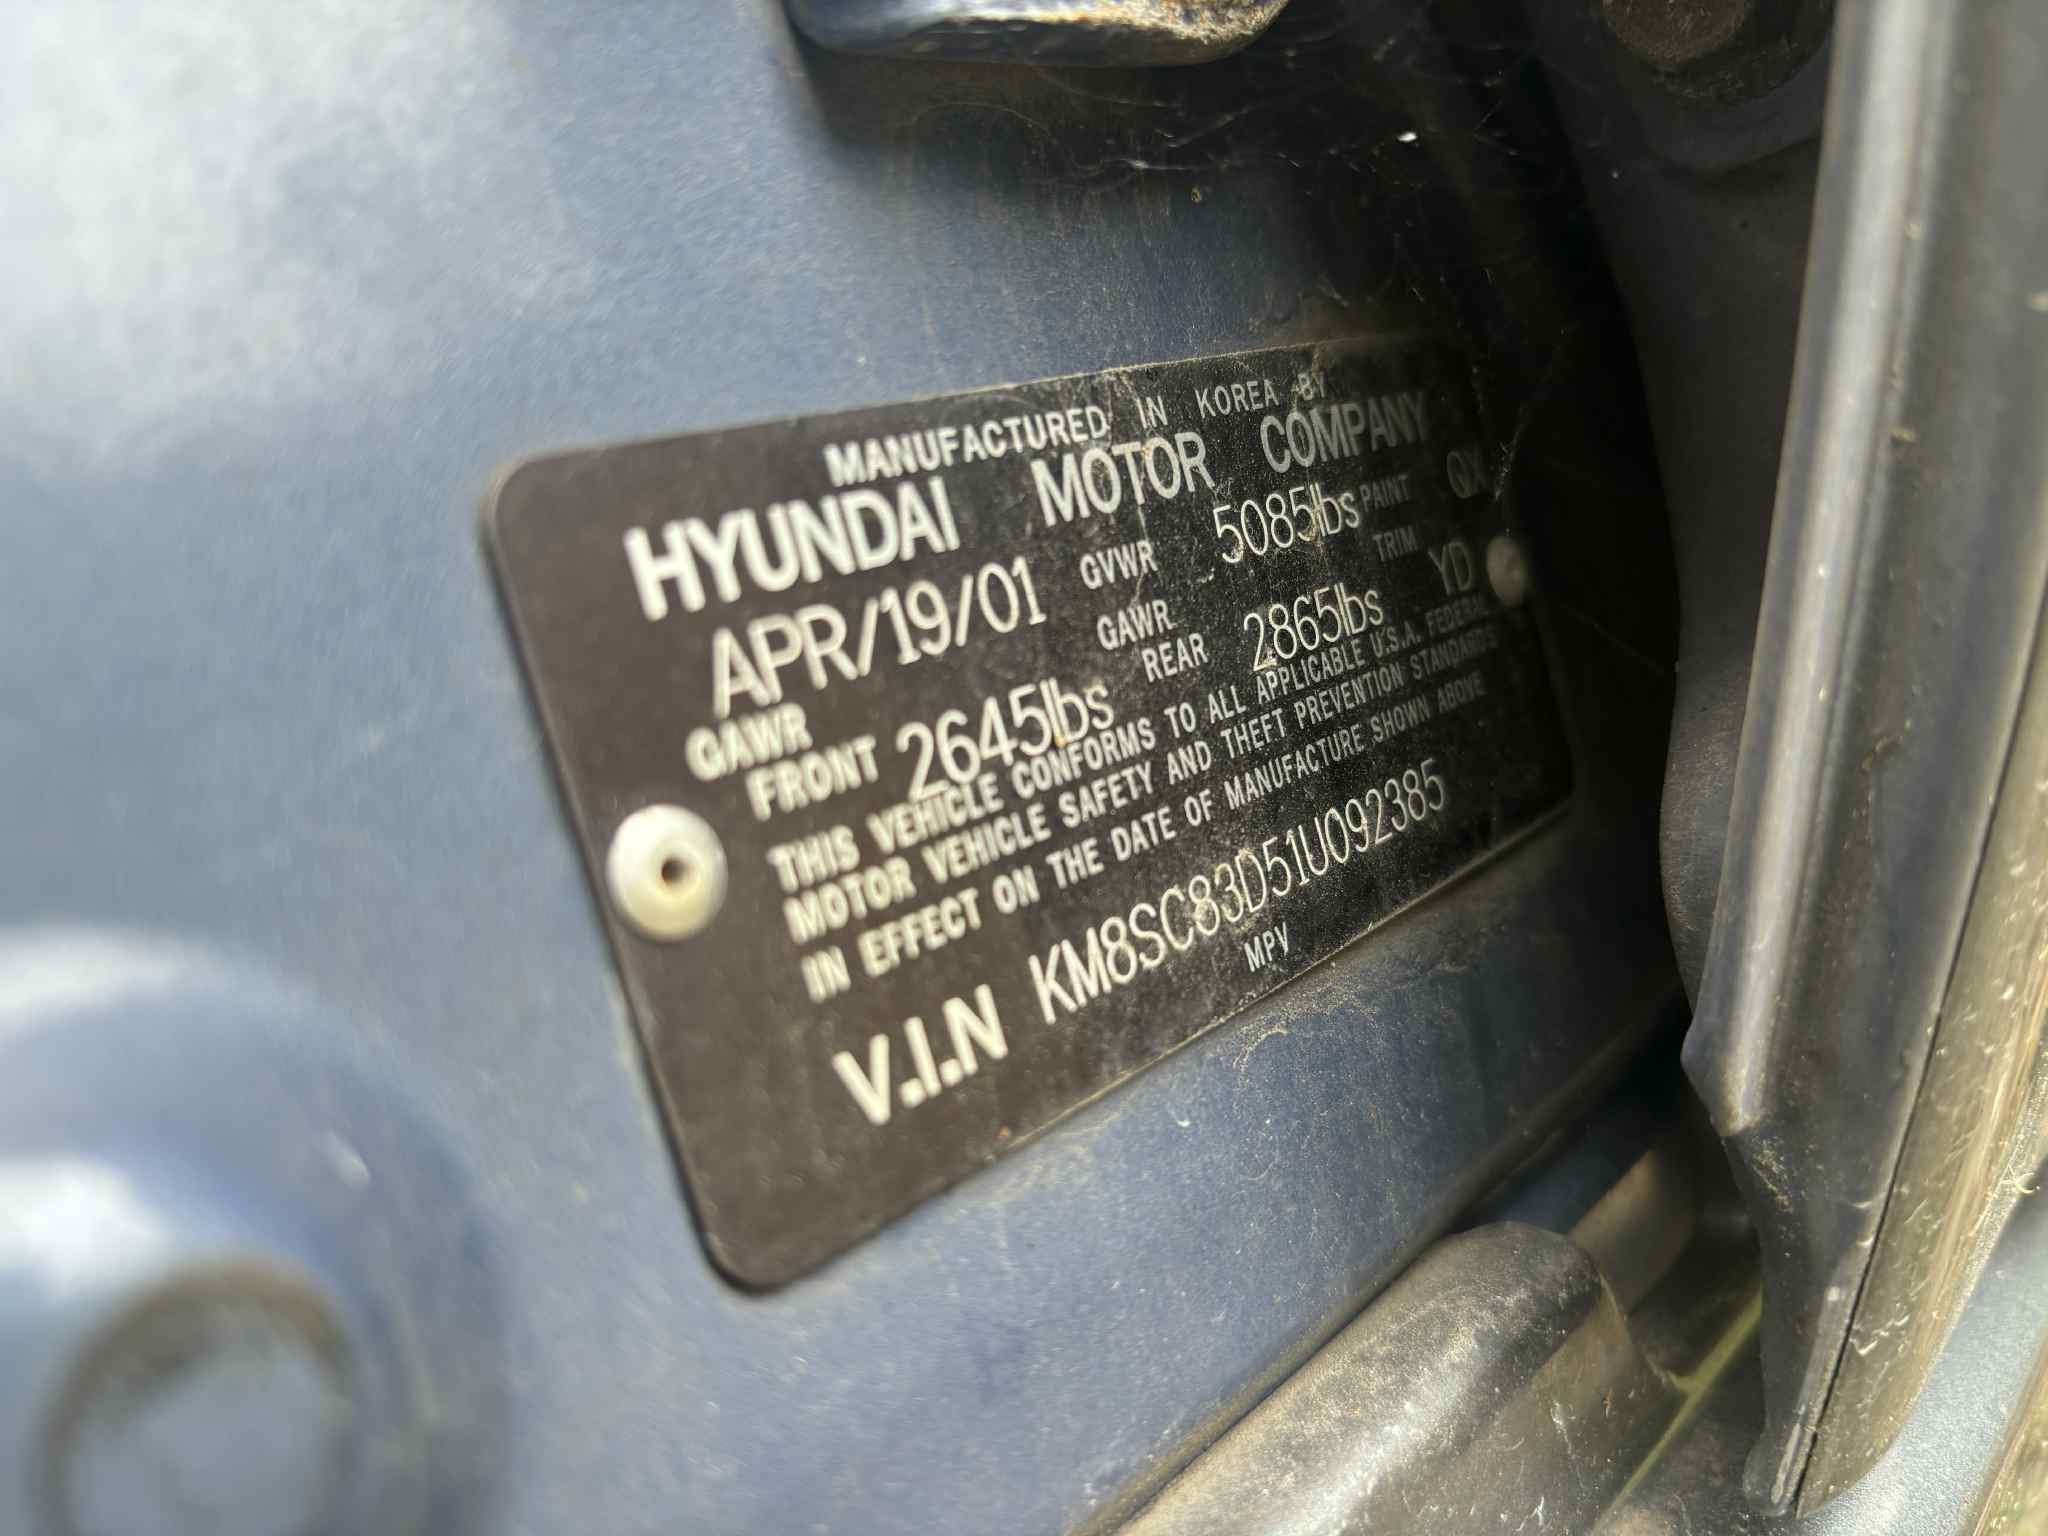 MANUFACTURED IN KOREA BY
HYUNDAI MOTOR COMPANY
APR/19/01 GVWR 5085lbs PAINT QX
GAWR FRONT 2645lbs GAWR REAR 2865lbs TRIM YD
THIS VEHICLE CONFORMS TO ALL APPLICABLE U.S.A. FEDERAL
MOTOR VEHICLE SAFETY AND THEFT PREVENTION STANDARDS
IN EFFECT ON THE DATE OF MANUFACTURE SHOWN ABOVE
V.I.N KM8SC83D51U092385
MPV